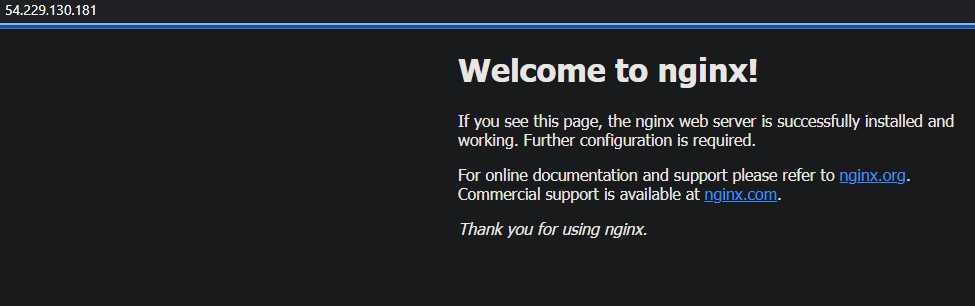 54.229.130.181
Welcome to nginx!
If you see this page, the nginx web server is successfully installed and
working. Further configuration is required.
For online documentation and support please refer to nginx.org.
Commercial support is available at nginx.com.
Thank you for using nginx.